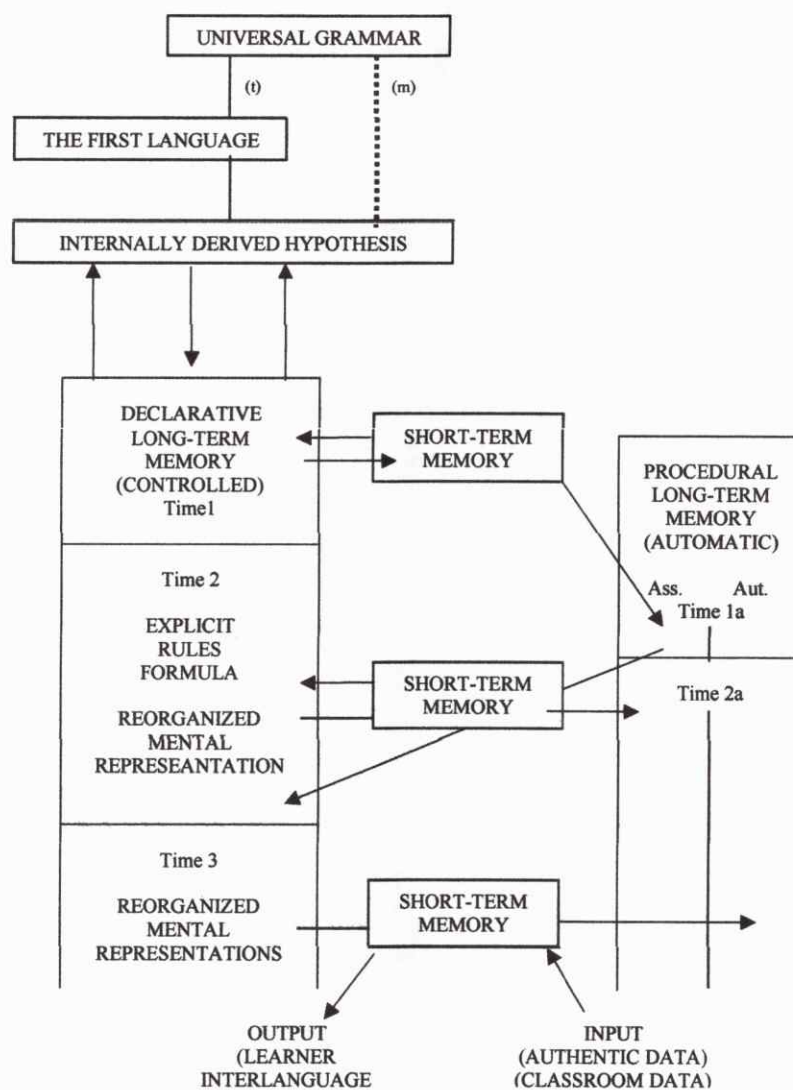 UNIVERSAL GRAMMAR
(t)
(m)
THE FIRST LANGUAGE
INTERNALLY DERIVED HYPOTHESIS
DECLARATIVE
LONG-TERM
MEMORY
(CONTROLLED)
Time1
SHORT-TERM
MEMORY
PROCEDURAL
LONG-TERM
MEMORY
(AUTOMATIC)
Ass. Aut.
Time 1a
Time 2
EXPLICIT
RULES
FORMULA
REORGANIZED
MENTAL
REPRESEANTATION
SHORT-TERM
MEMORY
Time 2a
Time 3
REORGANIZED
MENTAL
REPRESENTATIONS
SHORT-TERM
MEMORY
OUTPUT
(LEARNER
INTERLANGUAGE
INPUT
(AUTHENTIC DATA)
(CLASSROOM DATA)